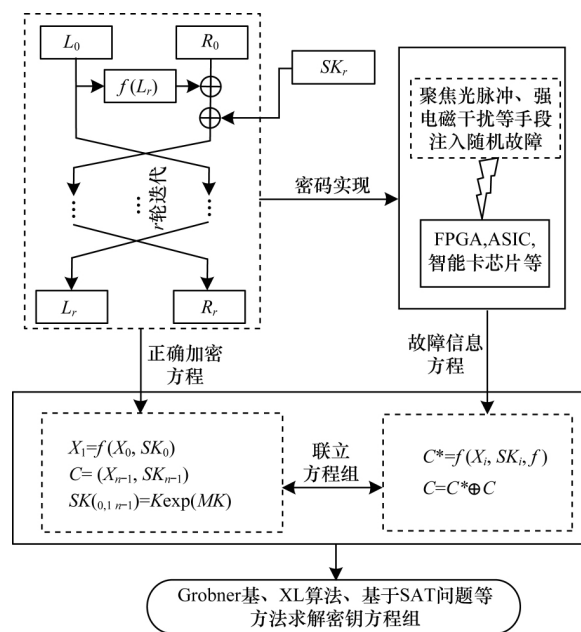 L₀
R₀
f(Lᵣ)
SKᵣ
r轮迭代
Lᵣ
Rᵣ
密码实现
聚焦光脉冲、强
电磁干扰等手段
注入随机故障
FPGA,ASIC,
智能卡芯片等
正确加密
方程
故障信息
方程
X₁=f(X₀, SK₀)
C= (Xₙ₋₁, SKₙ₋₁)
SK(₀,₁ ₙ₋₁)=Kexp(MK)
联立
方程组
C*=f(Xᵢ, SKᵢ, f)
C=C*⊕C
Grobner基、XL算法、基于SAT问题等
方法求解密钥方程组